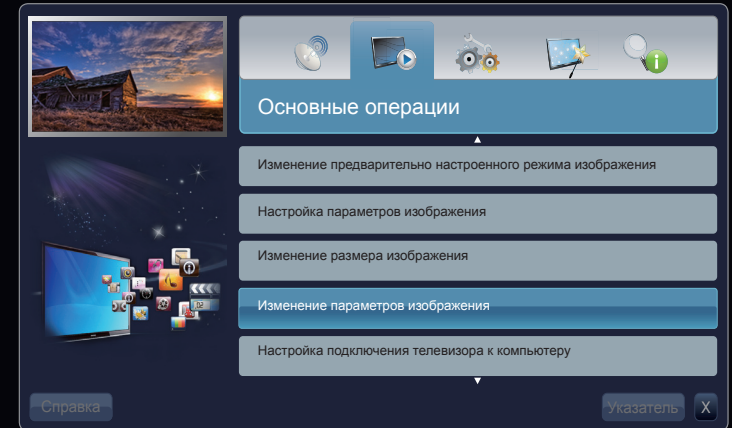 Основные операции
Изменение предварительно настроенного режима изображения
Настройка параметров изображения
Изменение размера изображения
Изменение параметров изображения
Настройка подключения телевизора к компьютеру
Справка
Указатель X